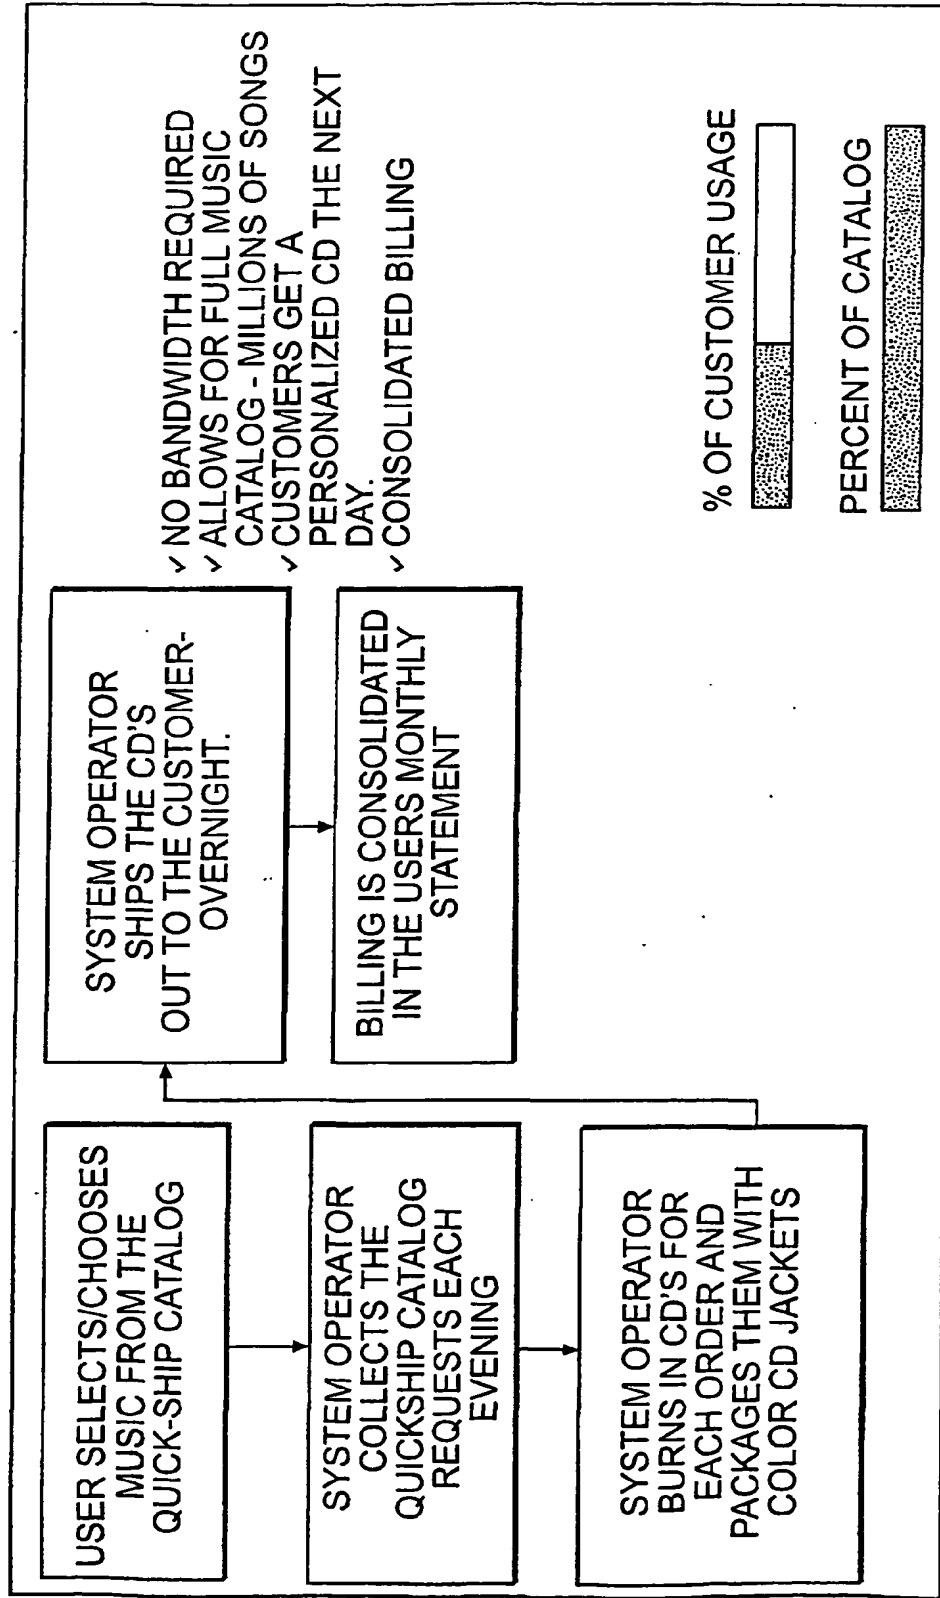 USER SELECTS/CHOOSES
MUSIC FROM THE
QUICK-SHIP CATALOG
SYSTEM OPERATOR
COLLECTS THE
QUICKSHIP CATALOG
REQUESTS EACH
EVENING
SYSTEM OPERATOR
BURNS IN CD'S FOR
EACH ORDER AND
PACKAGES THEM WITH
COLOR CD JACKETS
SYSTEM OPERATOR
SHIPS THE CD'S
OUT TO THE CUSTOMER-
OVERNIGHT.
BILLING IS CONSOLIDATED
IN THE USERS MONTHLY
STATEMENT
✓ NO BANDWIDTH REQUIRED
✓ ALLOWS FOR FULL MUSIC
CATALOG - MILLIONS OF SONGS
✓ CUSTOMERS GET A
PERSONALIZED CD THE NEXT
DAY.
✓ CONSOLIDATED BILLING
% OF CUSTOMER USAGE
PERCENT OF CATALOG